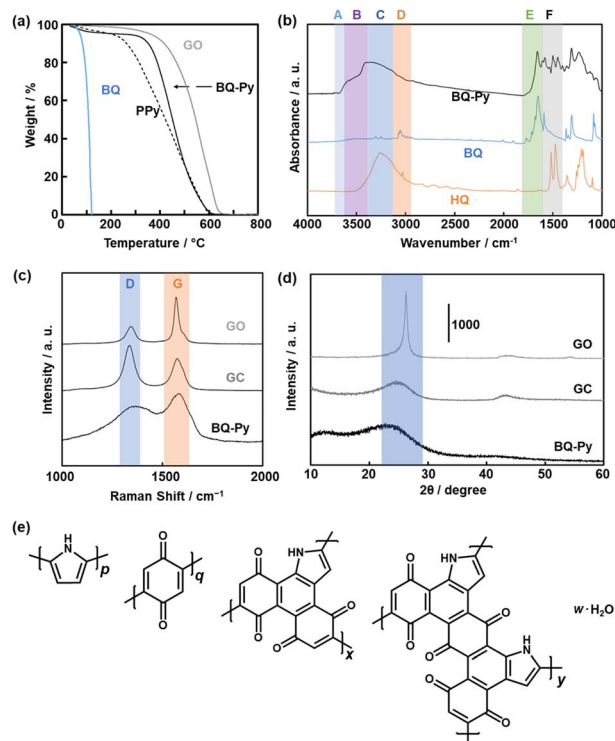 (a)
100
80
60
40
20
0
Weight / %
GO
BQ
PPy
BQ-Py
0 200 400 600 800
Temperature / °C
(b)
A B C D E F
Absorbance / a. u.
BQ-Py
BQ
HQ
4000 3500 3000 2500 2000 1500 1000
Wavenumber / cm⁻¹
(c)
D G
Intensity / a. u.
GO
GC
BQ-Py
1000 1500 2000
Raman Shift / cm⁻¹
(d)
1000
Intensity / a. u.
GO
GC
BQ-Py
10 20 30 40 50 60
2θ / degree
(e)
H
N
p
O
O
q
O HN
O
O
O
x
O HN
O
O
O
H
N
O
O
y
w·H₂O